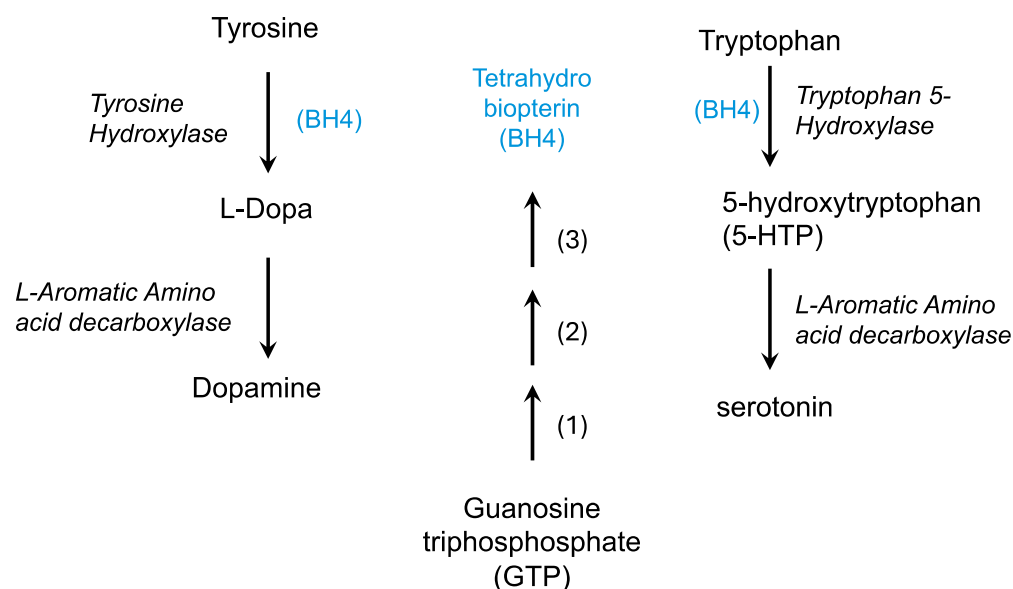 Tyrosine
Tyrosine
Hydroxylase
(BH4)
L-Dopa
L-Aromatic Amino
acid decarboxylase
Dopamine
Tetrahydro
biopterin
(BH4)
(3)
(2)
(1)
Guanosine
triphosphosphate
(GTP)
Tryptophan
(BH4)
Tryptophan 5-
Hydroxylase
5-hydroxytryptophan
(5-HTP)
L-Aromatic Amino
acid decarboxylase
serotonin